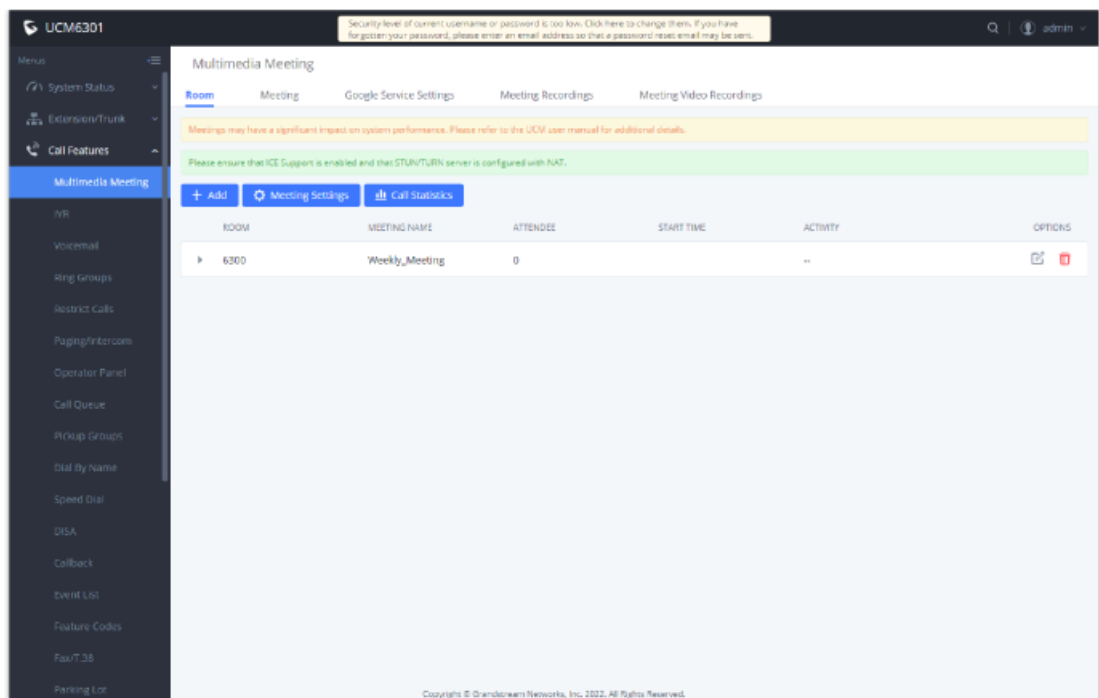 UCM6301
Security level of current username or password is too low. Click here to change them. If you have
forgotten your password, please enter an email address so that a password reset email may be sent.
admin
Menus
System Status
Extension/Trunk
Call Features
Multimedia Meeting
IVR
Voicemail
Ring Groups
Restrict Calls
Paging/Intercom
Operator Panel
Call Queue
Pickup Groups
Dial By Name
Speed Dial
DISA
Callback
Event List
Feature Codes
Fax/T.38
Parking Lot
Multimedia Meeting
Room Meeting Google Service Settings Meeting Recordings Meeting Video Recordings
Meetings may have a significant impact on system performance. Please refer to the UCM user manual for additional details.
Please ensure that ICE Support is enabled and that STUN/TURN server is configured with NAT.
+ Add Meeting Settings Call Statistics
ROOM MEETING NAME ATTENDEE START TIME ACTIVITY OPTIONS
6300 Weekly_Meeting 0 --
Copyright © Grandstream Networks, Inc. 2022. All Rights Reserved.